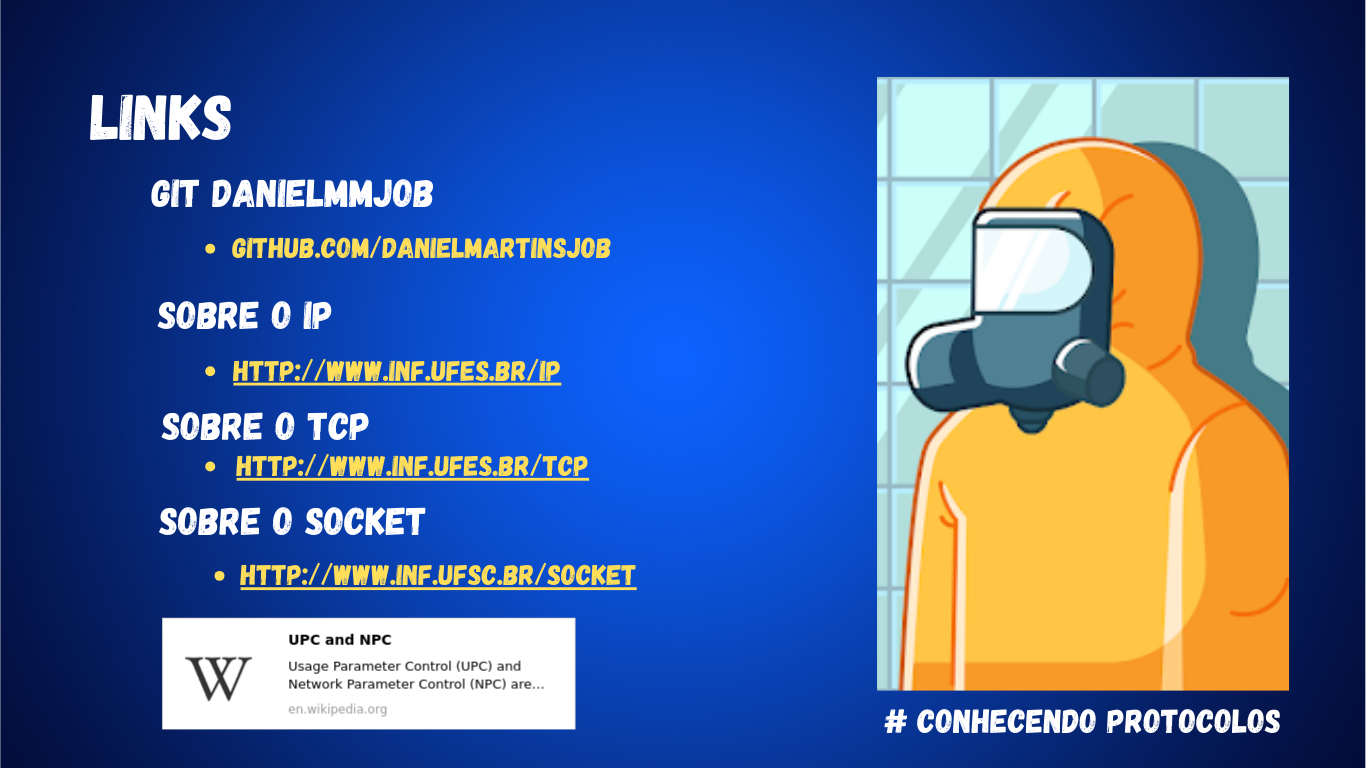 LINKS
GIT DANIELMMJOB
• GITHUB.COM/DANIELMARTINSJOB
SOBRE O IP
• HTTP://WWW.INF.UFES.BR/IP
SOBRE O TCP
• HTTP://WWW.INF.UFES.BR/TCP
SOBRE O SOCKET
• HTTP://WWW.INF.UFSC.BR/SOCKET
W
UPC and NPC
Usage Parameter Control (UPC) and
Network Parameter Control (NPC) are...
en.wikipedia.org
# CONHECENDO PROTOCOLOS